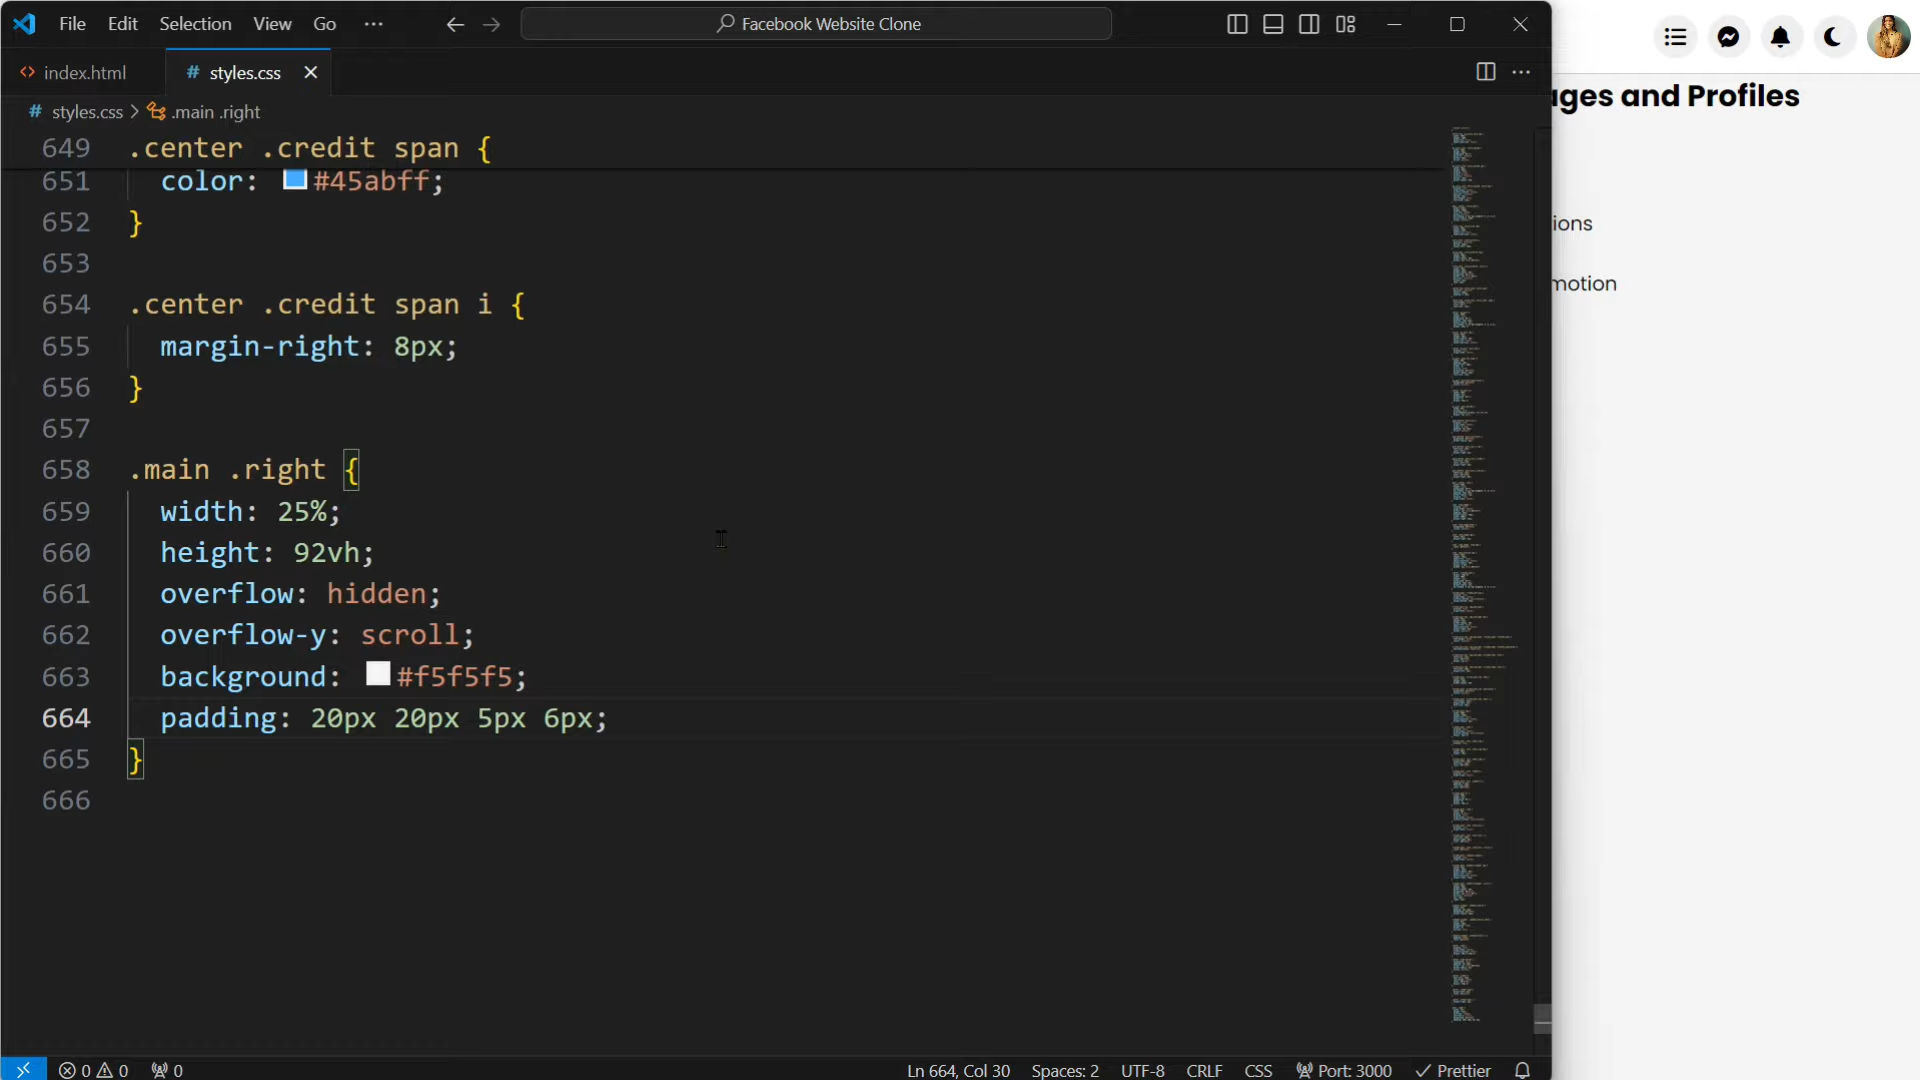 File Edit Selection View Go ··· Facebook Website Clone
index.html # styles.css
# styles.css > .main .right
649 .center .credit span {
651 color: #45abff;
652 }
653
654 .center .credit span i {
655 margin-right: 8px;
656 }
657
658 .main .right {
659 width: 25%;
660 height: 92vh;
661 overflow: hidden;
662 overflow-y: scroll;
663 background: #f5f5f5;
664 padding: 20px 20px 5px 6px;
665 }
666
0 0 0 Ln 664, Col 30 Spaces: 2 UTF-8 CRLF CSS Port: 3000 Prettier
ages and Profiles
ions
motion